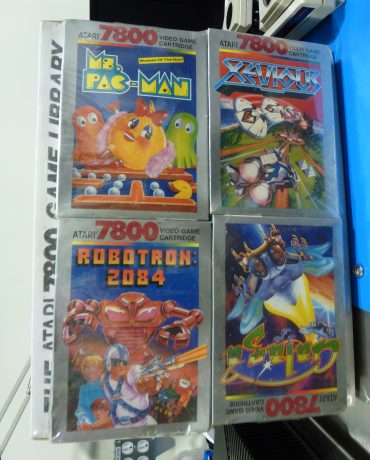 THE ATARI 7800 GAME LIBRARY
ATARI 7800 VIDEO GAME
CARTRIDGE
MS.
PAC-MAN
Woman Of The Year!
ATARI 7800 VIDEO GAME
CARTRIDGE
XEVIOUS
ATARI 7800 VIDEO GAME
CARTRIDGE
ROBOTRON:
2084
ATARI 7800 VIDEO GAME
CARTRIDGE
Galaga